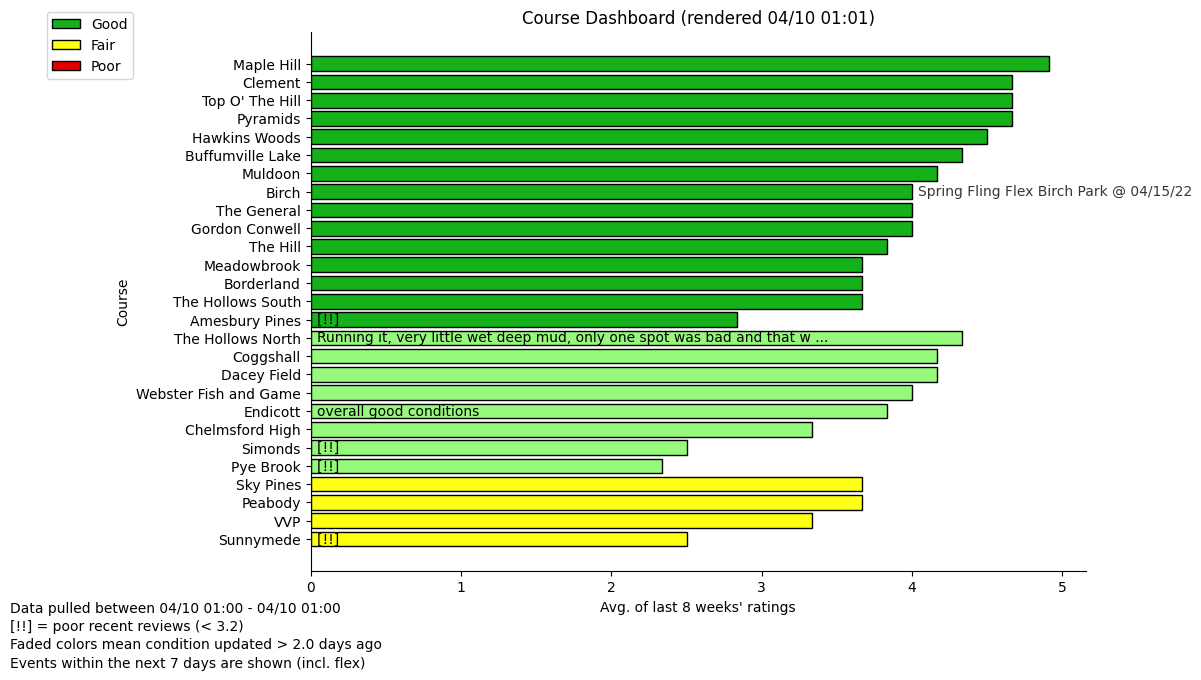 Course Dashboard (rendered 04/10 01:01)
Good
Fair
Poor
Course
Maple Hill
Clement
Top O' The Hill
Pyramids
Hawkins Woods
Buffumville Lake
Muldoon
Birch Spring Fling Flex Birch Park @ 04/15/22
The General
Gordon Conwell
The Hill
Meadowbrook
Borderland
The Hollows South
Amesbury Pines [!!]
The Hollows North Running it, very little wet deep mud, only one spot was bad and that w ...
Coggshall
Dacey Field
Webster Fish and Game
Endicott overall good conditions
Chelmsford High
Simonds [!!]
Pye Brook [!!]
Sky Pines
Peabody
VVP
Sunnymede [!!]
0 1 2 3 4 5
Avg. of last 8 weeks' ratings
Data pulled between 04/10 01:00 - 04/10 01:00
[!!] = poor recent reviews (< 3.2)
Faded colors mean condition updated > 2.0 days ago
Events within the next 7 days are shown (incl. flex)